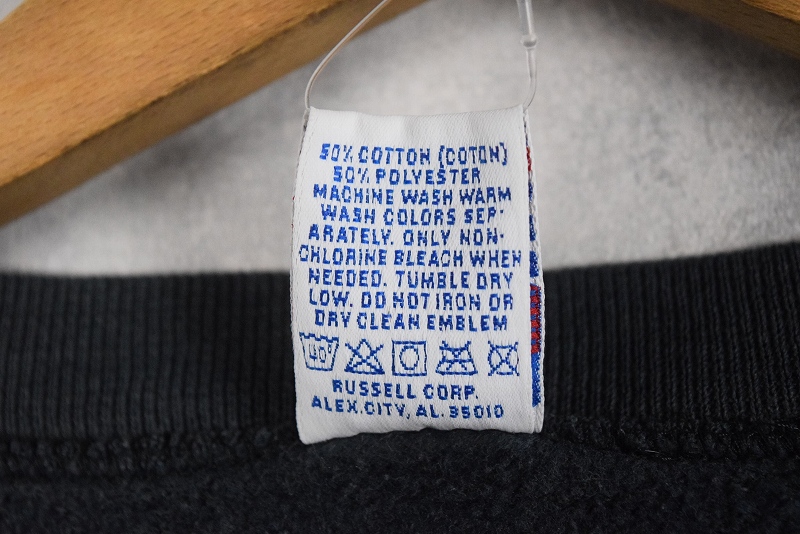 50% COTTON (COTON)
50% POLYESTER
MACHINE WASH WARM
WASH COLORS SEP-
ARATELY. ONLY NON-
CHLORINE BLEACH WHEN
NEEDED. TUMBLE DRY
LOW. DO NOT IRON OR
DRY CLEAN EMBLEM
40°
RUSSELL CORP.
ALEX.CITY, AL. 35010